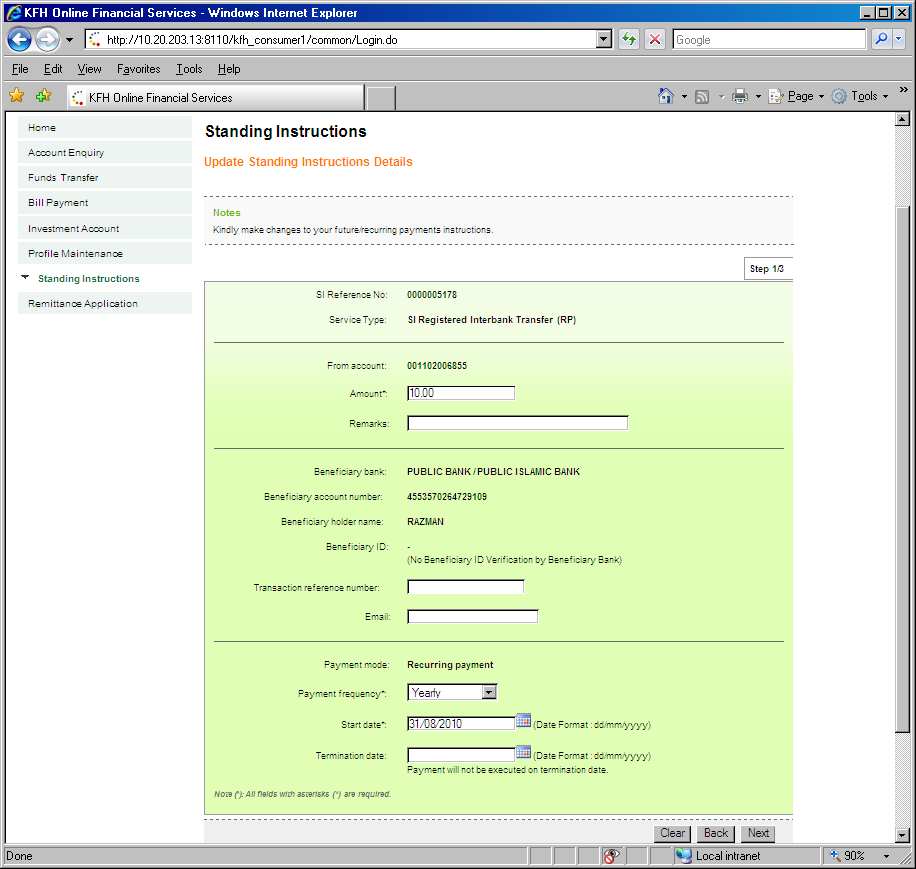 KFH Online Financial Services - Windows Internet Explorer
http://10.20.203.13:8110/kfh_consumer1/common/Login.do
Google
File Edit View Favorites Tools Help
KFH Online Financial Services
Page Tools »
Home
Account Enquiry
Funds Transfer
Bill Payment
Investment Account
Profile Maintenance
Standing Instructions
Remittance Application
Standing Instructions
Update Standing Instructions Details
Notes
Kindly make changes to your future/recurring payments instructions.
Step 1/3
SI Reference No: 0000005178
Service Type: SI Registered Interbank Transfer (RP)
From account: 001102006855
Amount*: 10.00
Remarks:
Beneficiary bank: PUBLIC BANK / PUBLIC ISLAMIC BANK
Beneficiary account number: 4553570264729109
Beneficiary holder name: RAZMAN
Beneficiary ID: -
(No Beneficiary ID Verification by Beneficiary Bank)
Transaction reference number:
Email:
Payment mode: Recurring payment
Payment frequency*: Yearly
Start date*: 31/08/2010 (Date Format : dd/mm/yyyy)
Termination date: (Date Format : dd/mm/yyyy)
Payment will not be executed on termination date.
Note (*): All fields with asterisks (*) are required.
Clear Back Next
Done Local intranet 90%